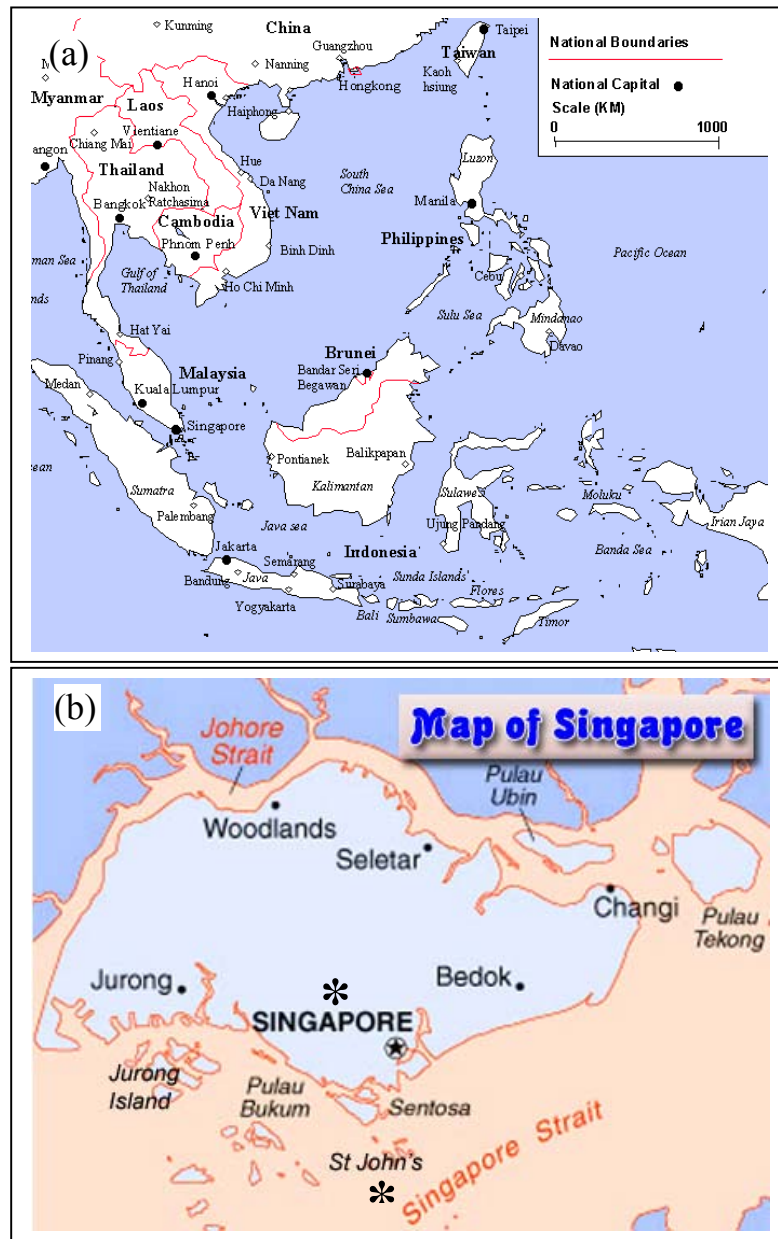 (a)
China
Kunming
Nanning
Guangzhou
Taipei
Taiwan
Kaoh
hsiung
Hongkong
National Boundaries
National Capital
Scale (KM)
0 1000
Myanmar
Laos
Hanoi
Haiphong
Vientiane
Chiang Mai
angon
Thailand
Hue
Da Nang
South
China Sea
Luzon
Nakhon
Ratchasima
Bangkok
Viet Nam
Manila
Cambodia
Phnom Penh
Binh Dinh
Philippines
Pacific Ocean
man Sea
nds
Gulf of
Thailand
Ho Chi Minh
Cebu
Sulu Sea
Mindanao
Davao
Hat Yai
Pinang
Malaysia
Brunei
Bandar Seri
Begawan
Medan
Kuala Lumpur
Singapore
ean
Pontianek
Balikpapan
Kalimantan
Sumatra
Palembang
Sulawesi
Moluku
Irian Jaya
Java sea
Ujung Pandang
Banda Sea
Jakarta
Indonesia
Semarang
Bandung
Java
Surabaya
Sunda Islands
Flores
Yogyakarta
Bali
Sumbawa
Timor
(b)
Map of Singapore
Johore
Strait
Pulau
Ubin
Woodlands
Seletar
Changi
Pulau
Tekong
Jurong
Bedok
*
SINGAPORE
Jurong
Island
Pulau
Bukum
Sentosa
St John's
*
Singapore Strait